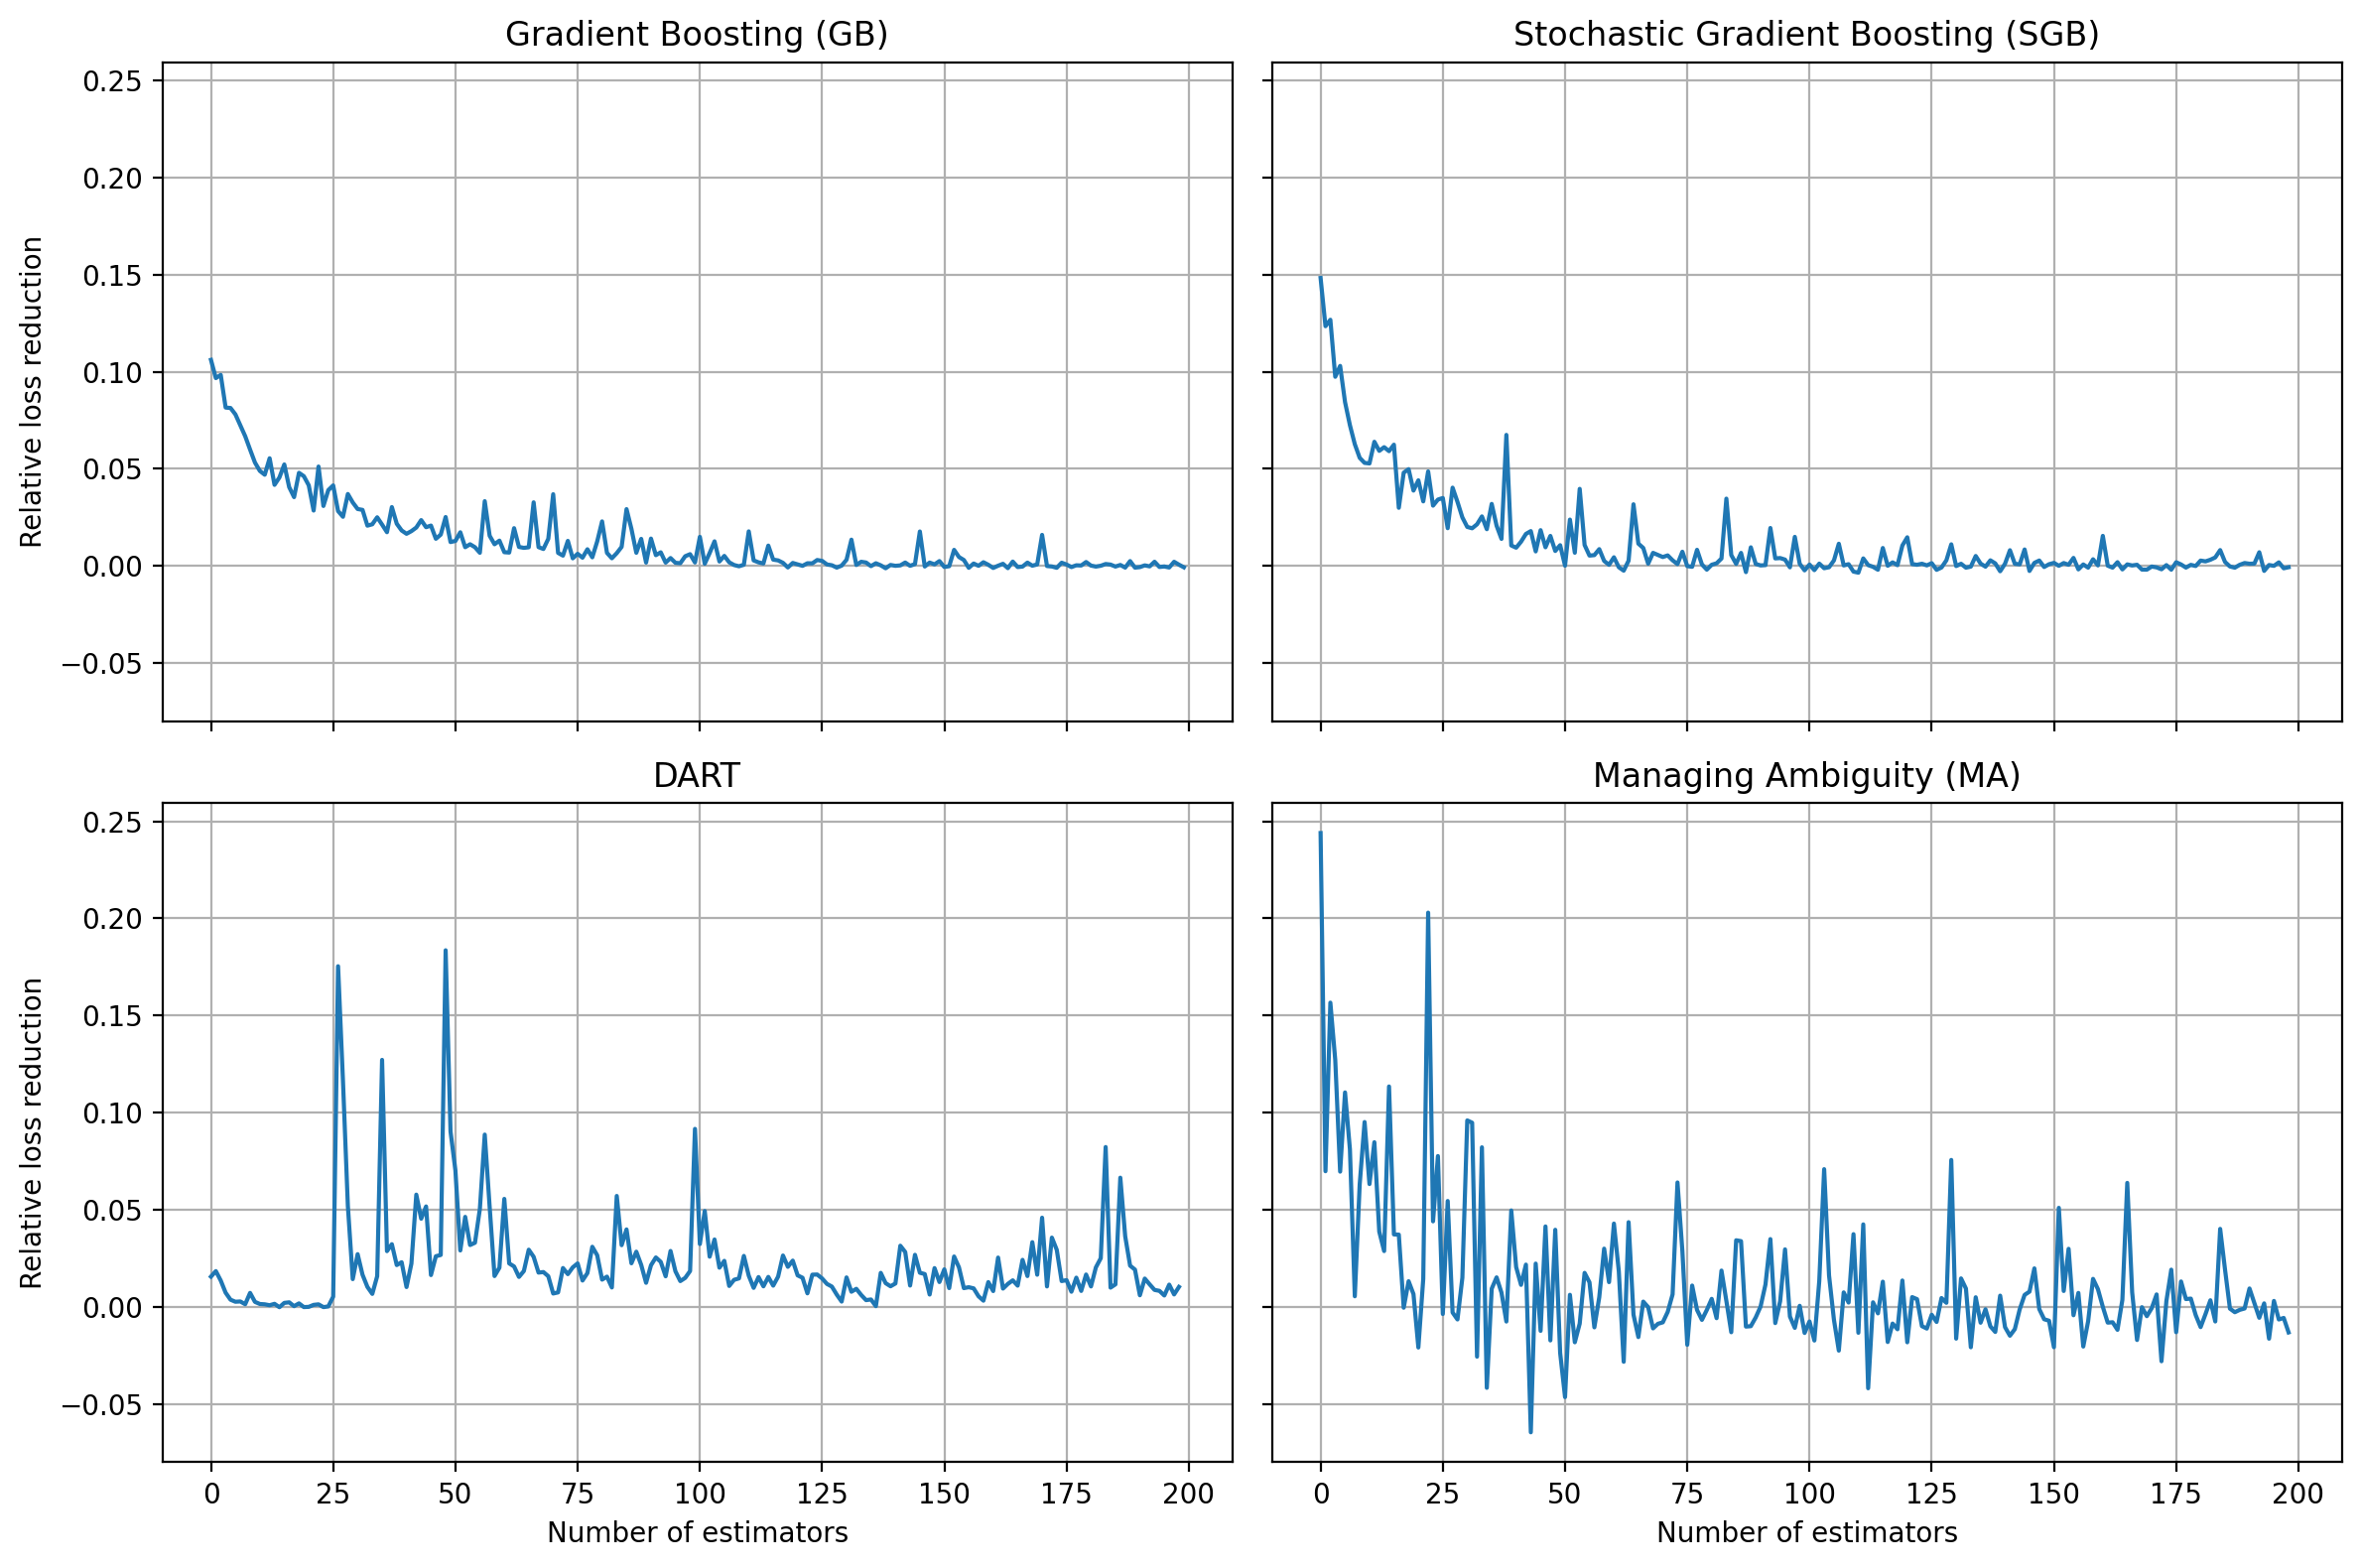 Gradient Boosting (GB)
Stochastic Gradient Boosting (SGB)
Relative loss reduction
0.25
0.20
0.15
0.10
0.05
0.00
−0.05
DART
Managing Ambiguity (MA)
Relative loss reduction
0.25
0.20
0.15
0.10
0.05
0.00
−0.05
0 25 50 75 100 125 150 175 200
0 25 50 75 100 125 150 175 200
Number of estimators
Number of estimators